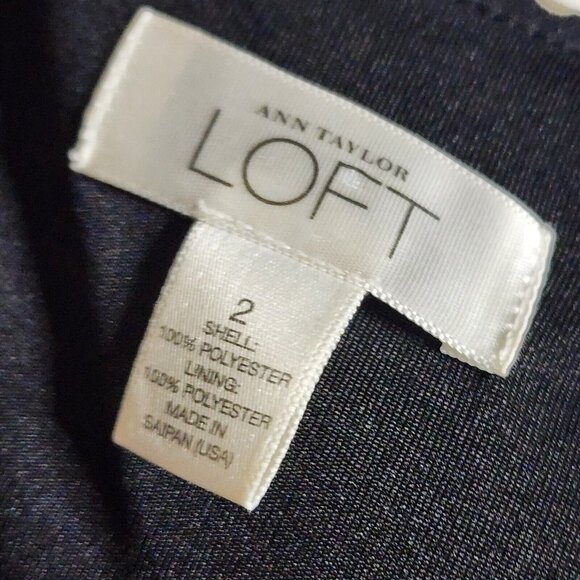 ANN TAYLOR
LOFT
2
SHELL:
100% POLYESTER
LINING:
100% POLYESTER
MADE IN
SAIPAN (USA)